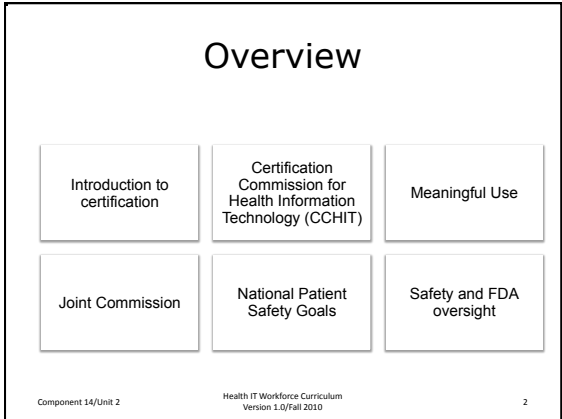 Overview
Introduction to
certification
Certification
Commission for
Health Information
Technology (CCHIT)
Meaningful Use
Joint Commission
National Patient
Safety Goals
Safety and FDA
oversight
Component 14/Unit 2
Health IT Workforce Curriculum
Version 1.0/Fall 2010
2